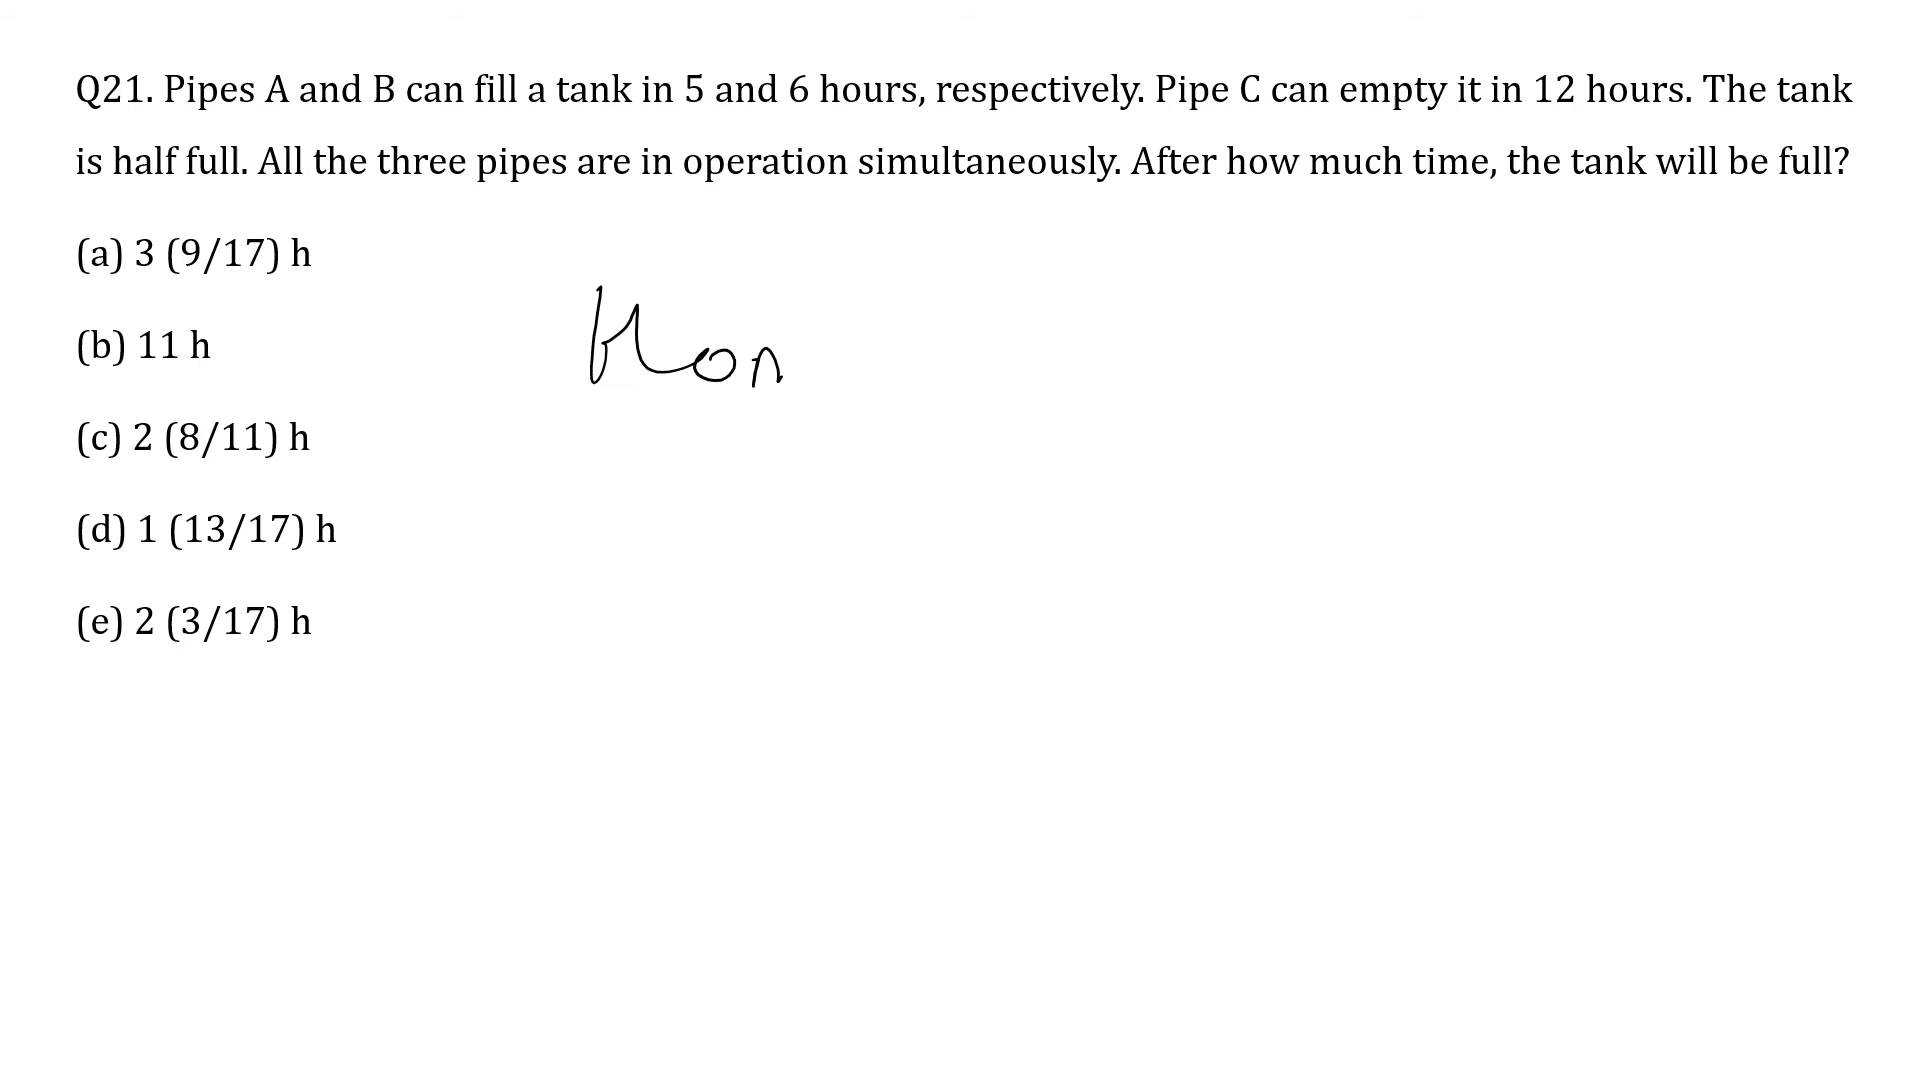 Q21. Pipes A and B can fill a tank in 5 and 6 hours, respectively. Pipe C can empty it in 12 hours. The tank
is half full. All the three pipes are in operation simultaneously. After how much time, the tank will be full?
(a) 3 (9/17) h
(b) 11 h
(c) 2 (8/11) h
(d) 1 (13/17) h
(e) 2 (3/17) h